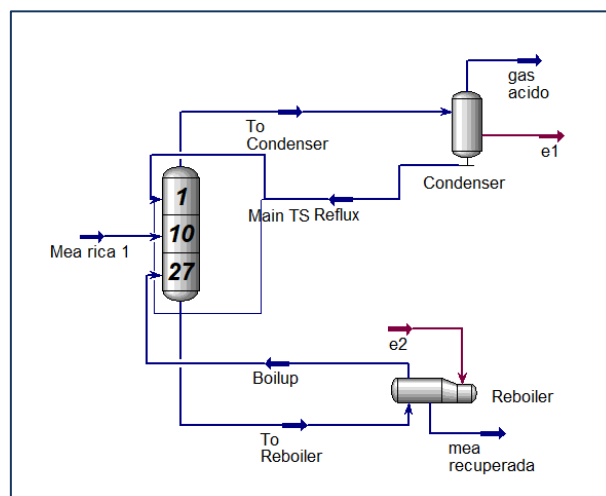 gas
acido
To
Condenser
e1
Condenser
1
Main TS
Reflux
10
Mea rica 1
27
e2
Boilup
Reboiler
To
Reboiler
mea
recuperada